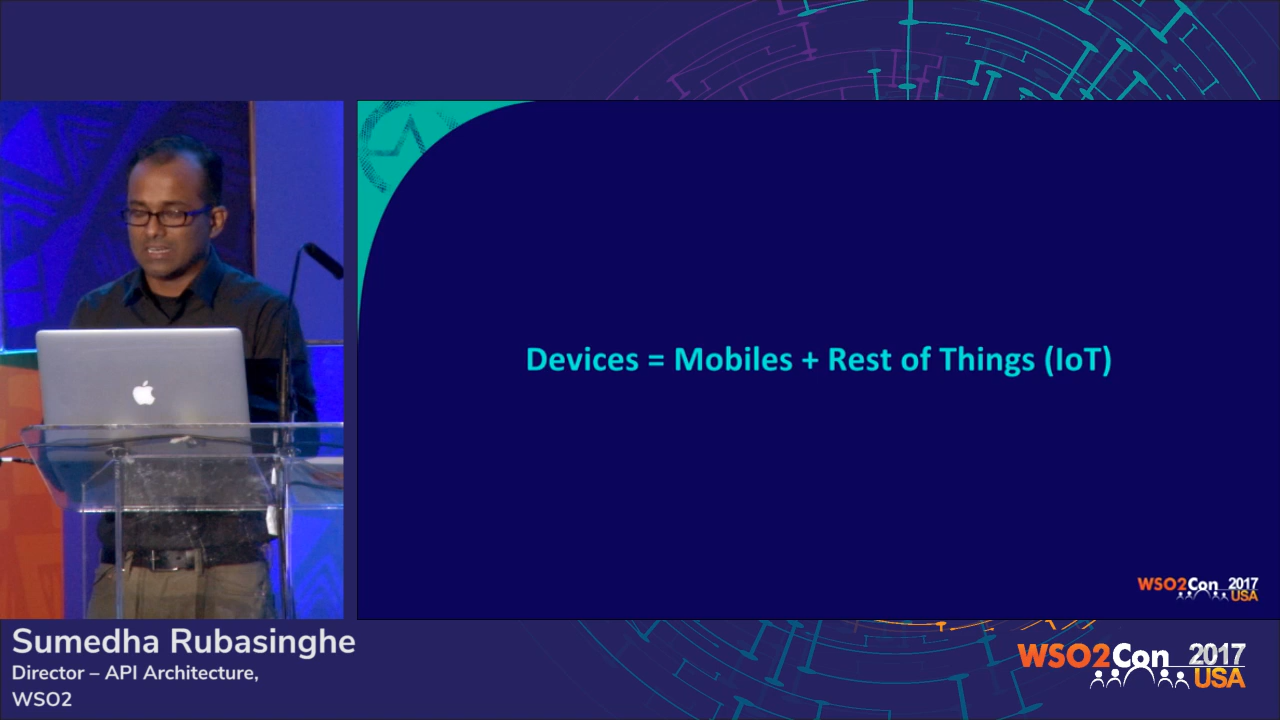 Devices = Mobiles + Rest of Things (IoT)
WSO2Con 2017
USA
Sumedha Rubasinghe
Director – API Architecture,
WSO2
WSO2Con 2017
USA